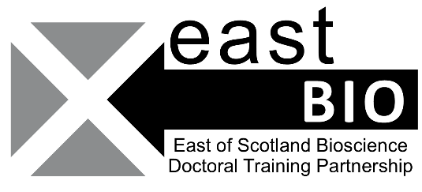 east
BIO
East of Scotland Bioscience
Doctoral Training Partnership